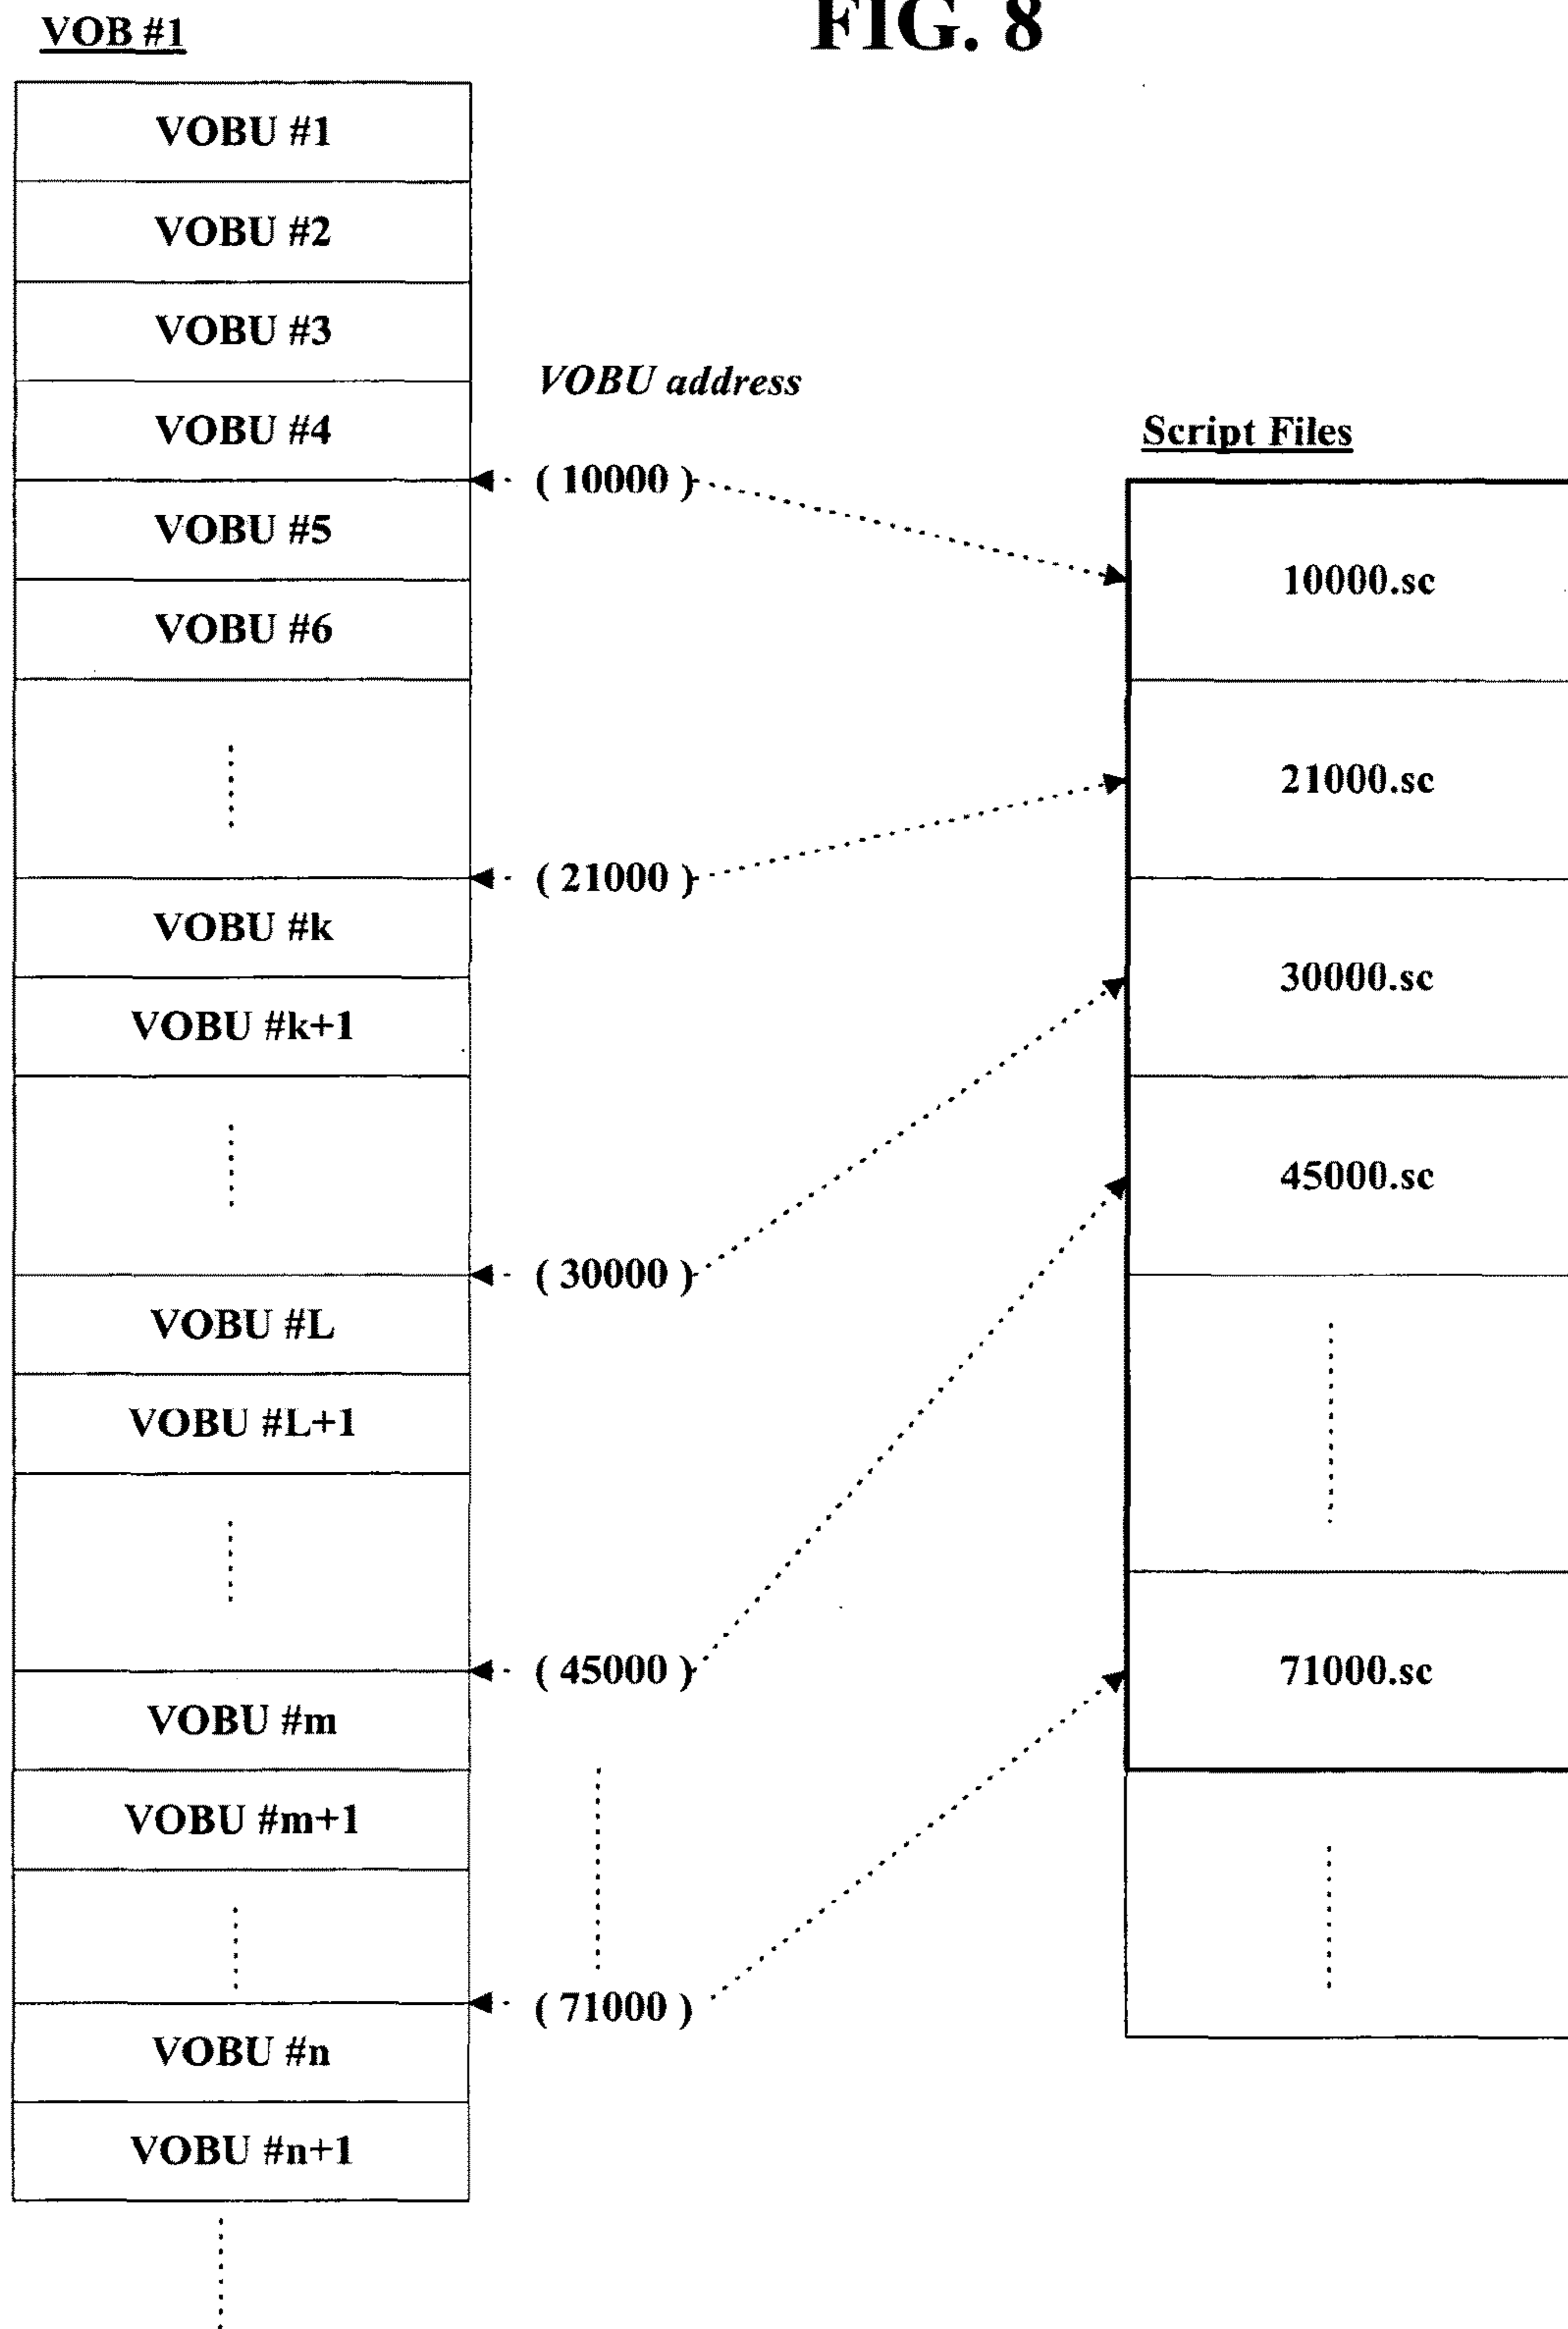 FIG. 8
VOB #1
VOBU #1
VOBU #2
VOBU #3
VOBU #4
VOBU #5
VOBU #6
VOBU #k
VOBU #k+1
VOBU #L
VOBU #L+1
VOBU #m
VOBU #m+1
VOBU #n
VOBU #n+1
VOBU address
( 10000 )
( 21000 )
( 30000 )
( 45000 )
( 71000 )
Script Files
10000.sc
21000.sc
30000.sc
45000.sc
71000.sc